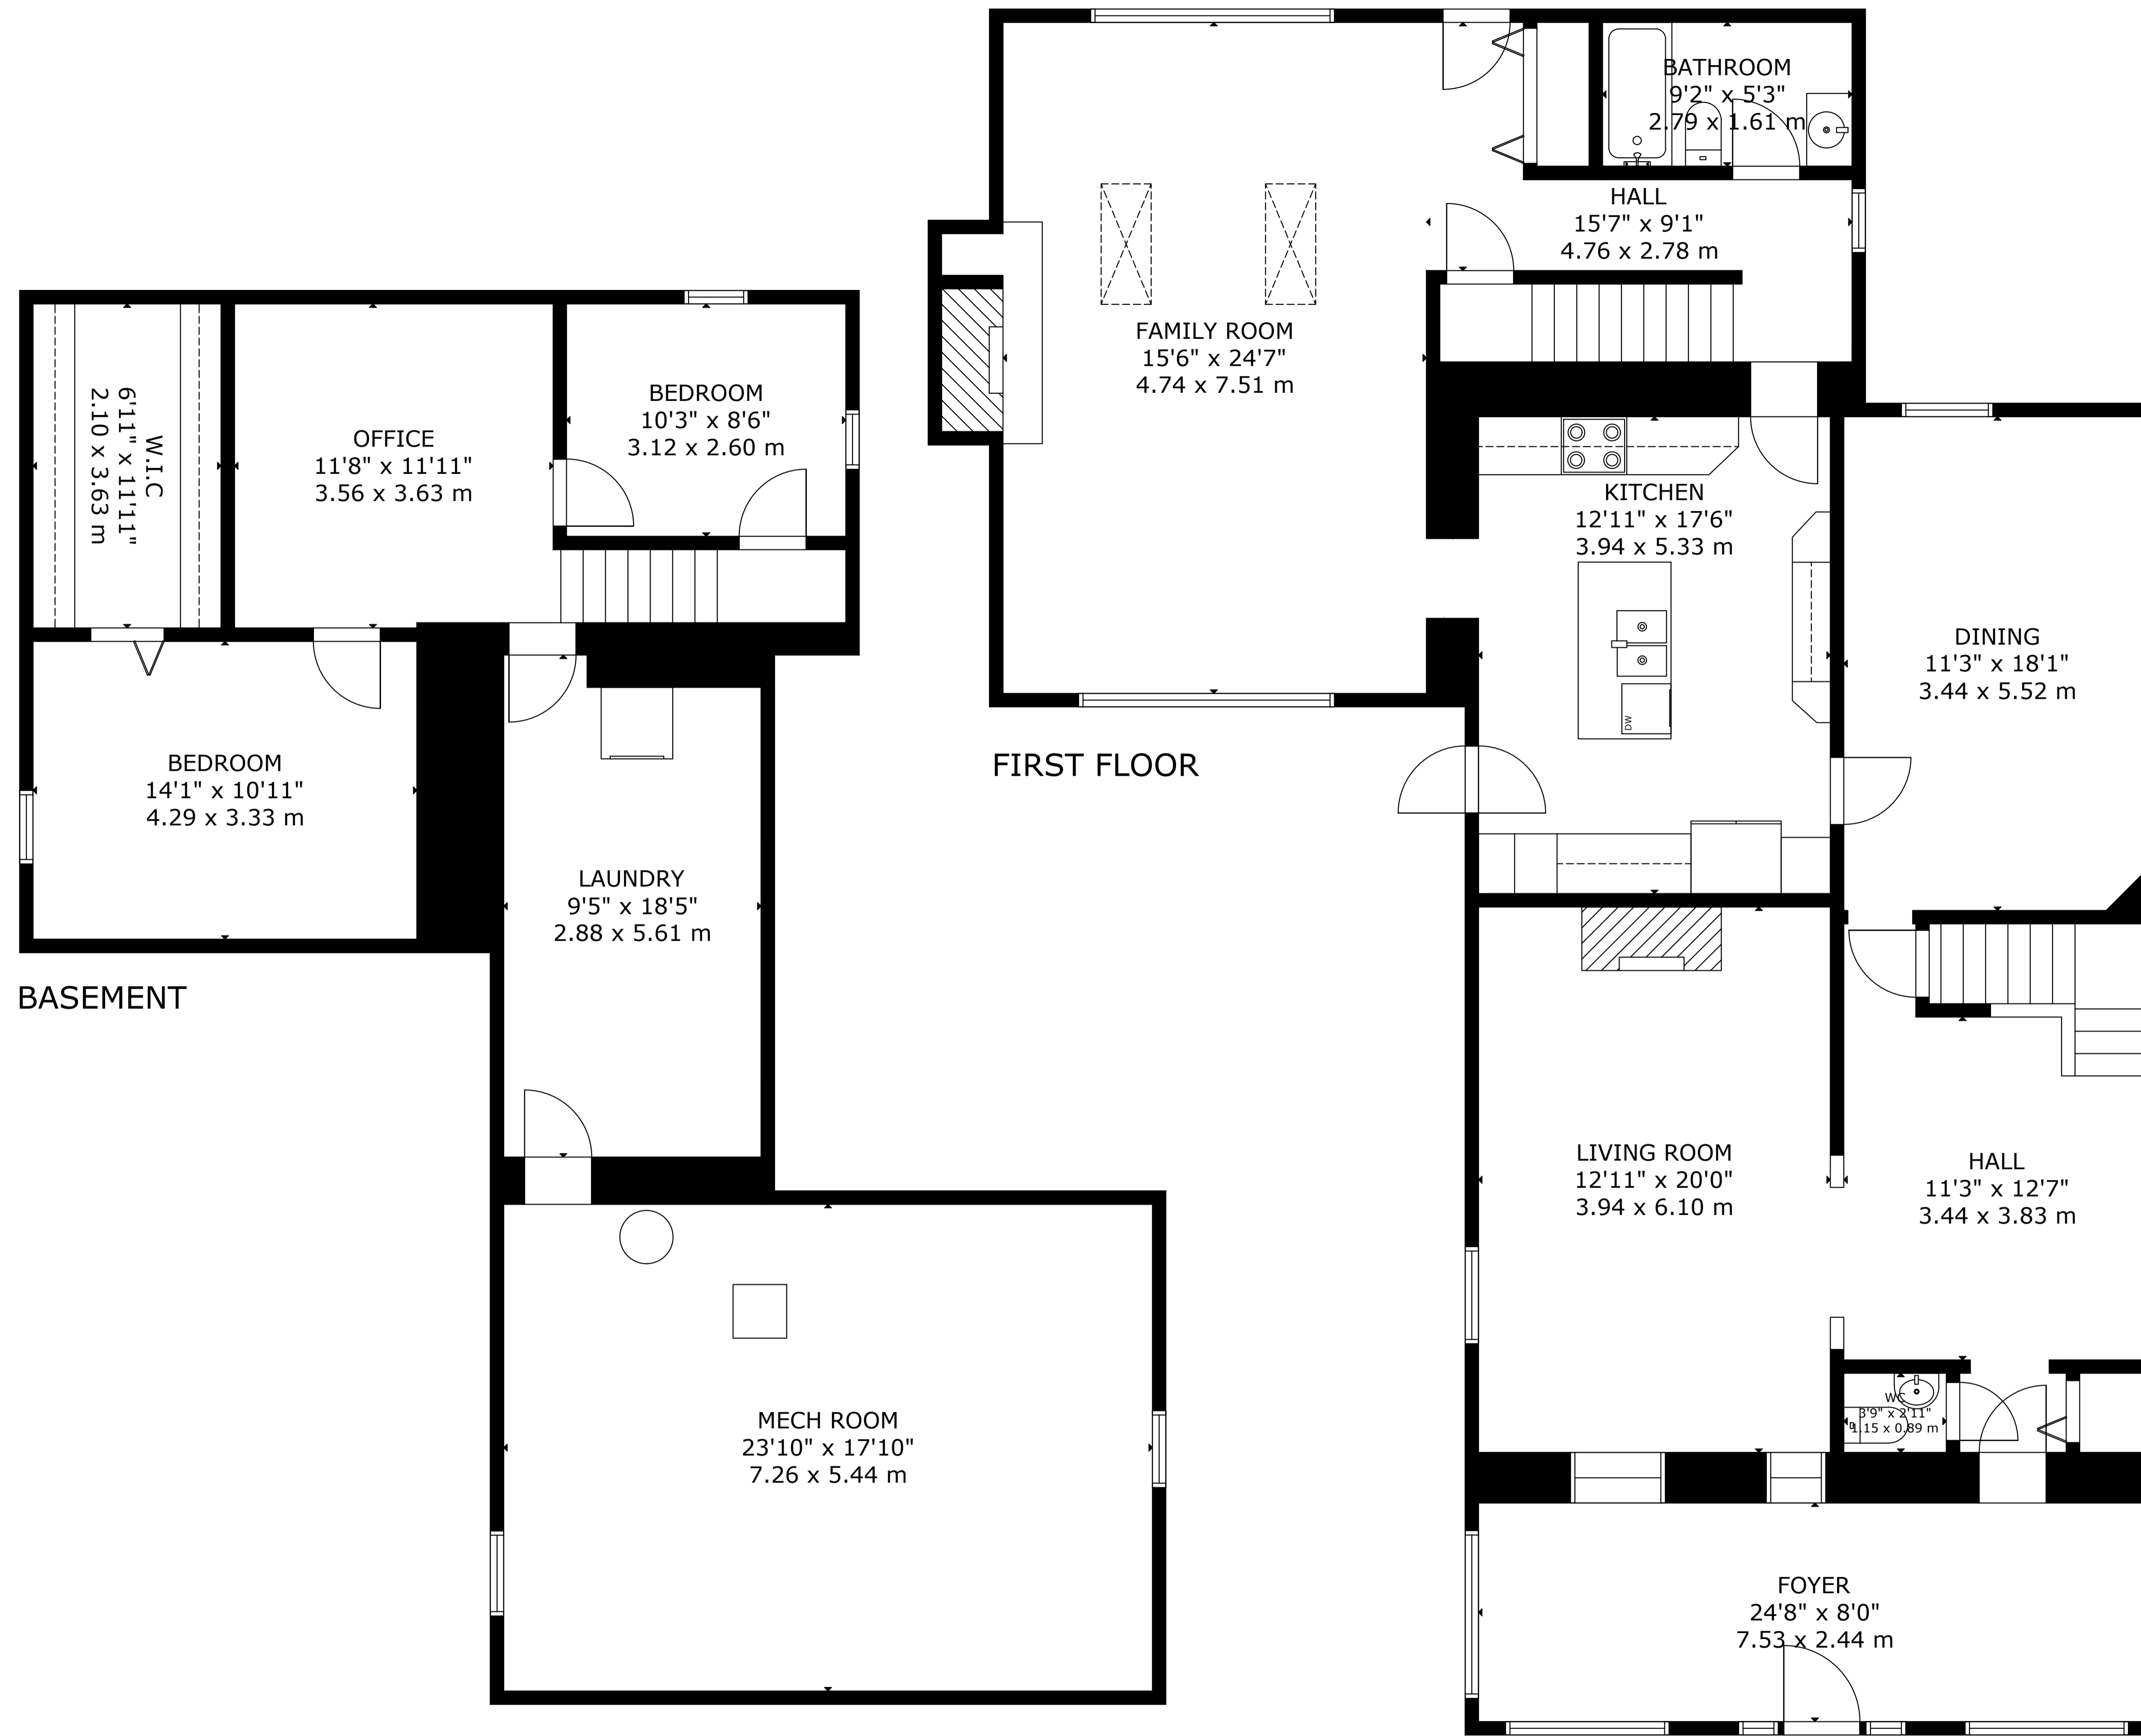 W.I.C
6'11" x 11'11"
2.10 x 3.63 m
OFFICE
11'8" x 11'11"
3.56 x 3.63 m
BEDROOM
10'3" x 8'6"
3.12 x 2.60 m
BEDROOM
14'1" x 10'11"
4.29 x 3.33 m
LAUNDRY
9'5" x 18'5"
2.88 x 5.61 m
BASEMENT
MECH ROOM
23'10" x 17'10"
7.26 x 5.44 m
BATHROOM
9'2" x 5'3"
2.79 x 1.61 m
HALL
15'7" x 9'1"
4.76 x 2.78 m
FAMILY ROOM
15'6" x 24'7"
4.74 x 7.51 m
KITCHEN
12'11" x 17'6"
3.94 x 5.33 m
DW
DINING
11'3" x 18'1"
3.44 x 5.52 m
FIRST FLOOR
LIVING ROOM
12'11" x 20'0"
3.94 x 6.10 m
HALL
11'3" x 12'7"
3.44 x 3.83 m
WC
3'9" x 2'11"
1.15 x 0.89 m
FOYER
24'8" x 8'0"
7.53 x 2.44 m